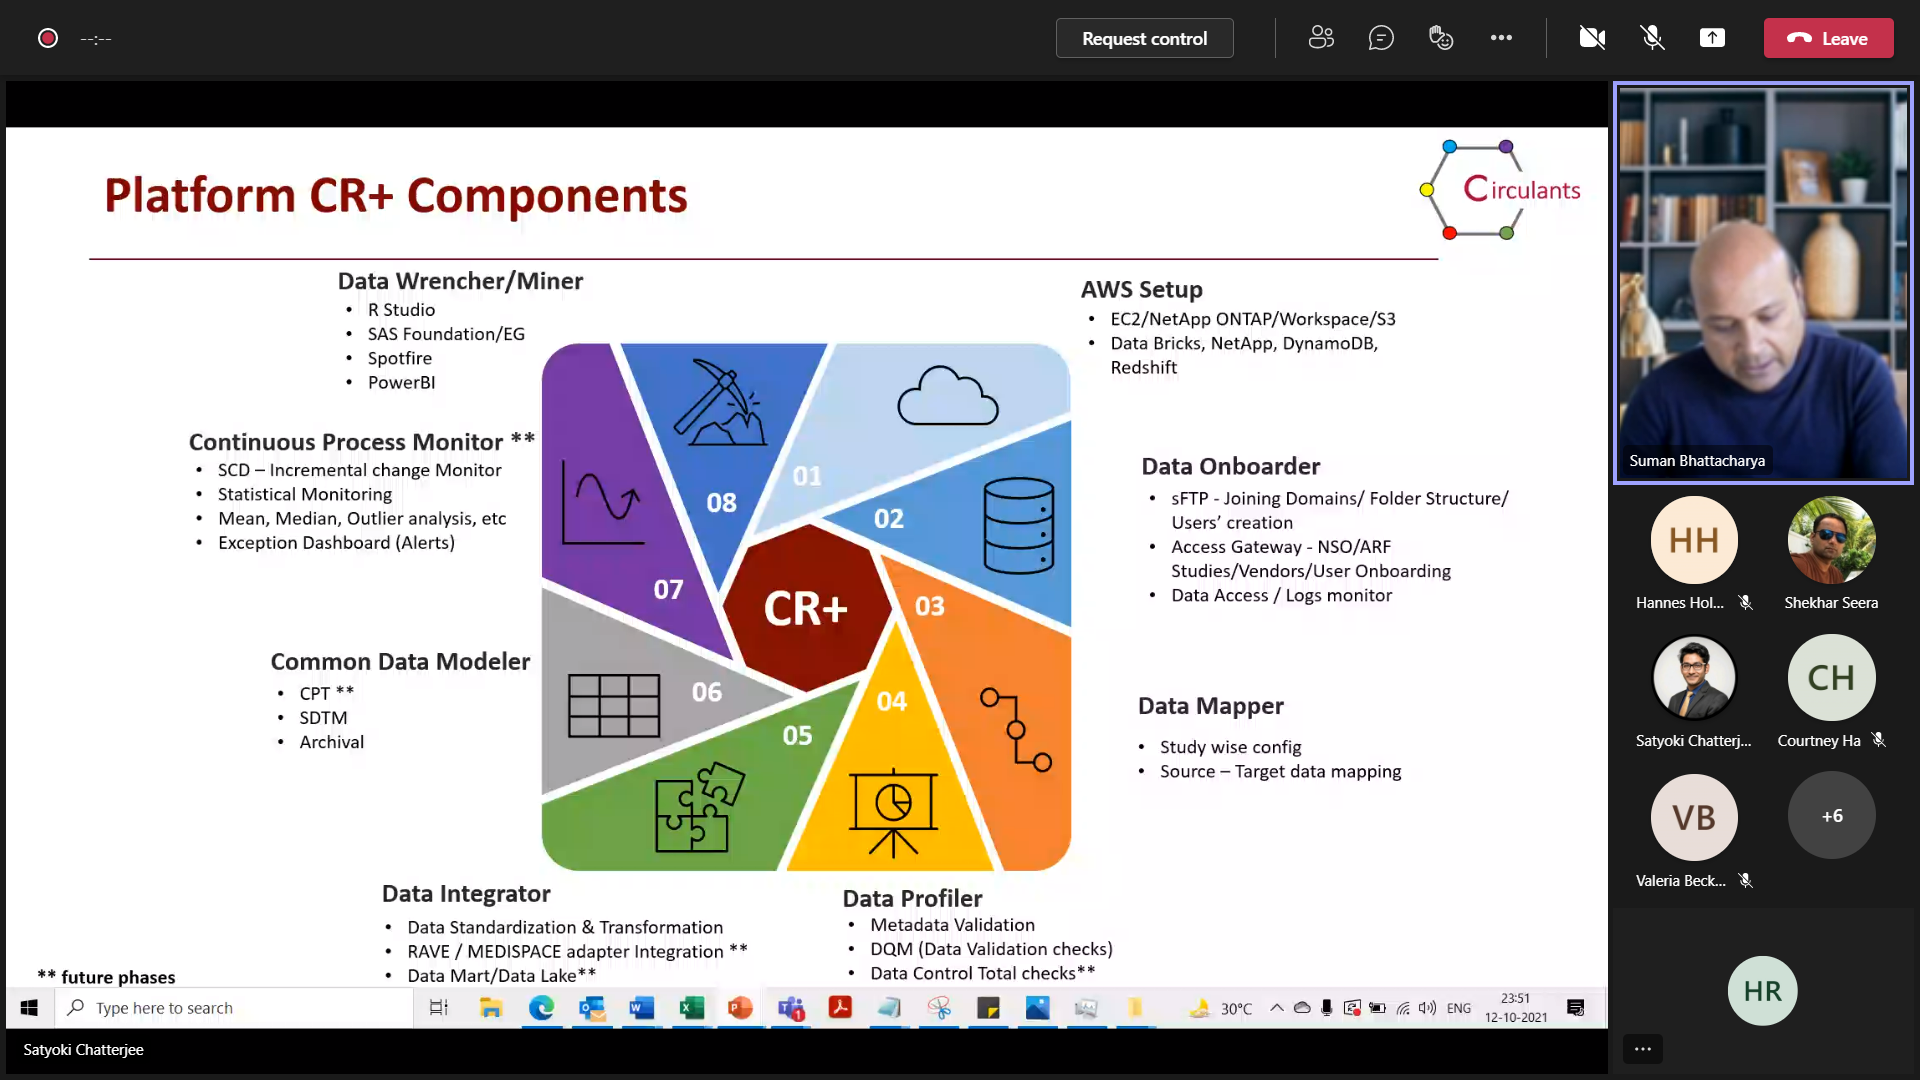 --:--
Request control
Leave
Platform CR+ Components
Circulants
Data Wrencher/Miner
• R Studio
• SAS Foundation/EG
• Spotfire
• PowerBI
AWS Setup
• EC2/NetApp ONTAP/Workspace/S3
• Data Bricks, NetApp, DynamoDB,
Redshift
Continuous Process Monitor **
• SCD – Incremental change Monitor
• Statistical Monitoring
• Mean, Median, Outlier analysis, etc
• Exception Dashboard (Alerts)
Data Onboarder
• sFTP - Joining Domains/ Folder Structure/
Users’ creation
• Access Gateway - NSO/ARF
Studies/Vendors/User Onboarding
• Data Access / Logs monitor
Common Data Modeler
• CPT **
• SDTM
• Archival
Data Mapper
• Study wise config
• Source – Target data mapping
01
02
03
04
05
06
07
08
CR+
Data Integrator
• Data Standardization & Transformation
• RAVE / MEDISPACE adapter Integration **
• Data Mart/Data Lake**
Data Profiler
• Metadata Validation
• DQM (Data Validation checks)
• Data Control Total checks**
** future phases
Type here to search
30°C
ENG
23:51
12-10-2021
Satyoki Chatterjee
Suman Bhattacharya
HH
Hannes Hol...
Shekhar Seera
Satyoki Chatterj...
CH
Courtney Ha
VB
Valeria Beck...
+6
HR